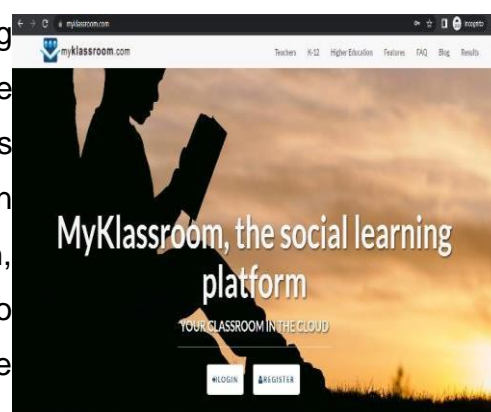 myklassroom.com
Incognito
myklassroom.com
Teachers K-12 Higher Education Features FAQ Blog Results
MyKlassroom, the social learning
platform
YOUR CLASSROOM IN THE CLOUD
LOGIN REGISTER